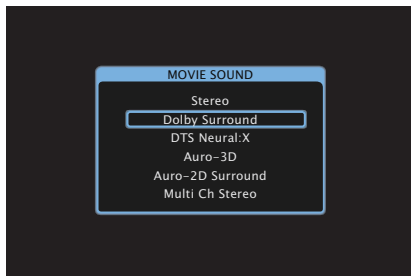 MOVIE SOUND
Stereo
Dolby Surround
DTS Neural:X
Auro-3D
Auro-2D Surround
Multi Ch Stereo